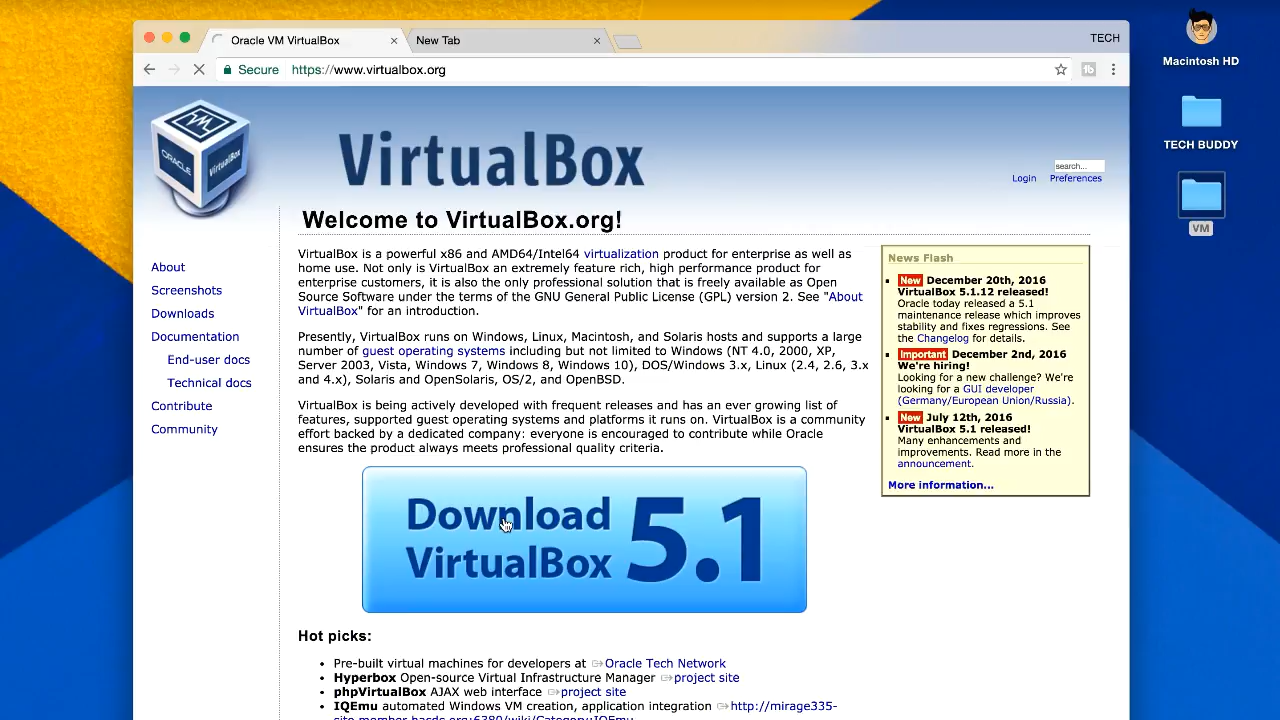 Oracle VM VirtualBox
New Tab
TECH
Secure
https://www.virtualbox.org
Macintosh HD
TECH BUDDY
VM
ORACLE
VirtualBox
VirtualBox
search...
Login
Preferences
Welcome to VirtualBox.org!
About
Screenshots
Downloads
Documentation
End-user docs
Technical docs
Contribute
Community
VirtualBox is a powerful x86 and AMD64/Intel64 virtualization product for enterprise as well as
home use. Not only is VirtualBox an extremely feature rich, high performance product for
enterprise customers, it is also the only professional solution that is freely available as Open
Source Software under the terms of the GNU General Public License (GPL) version 2. See "About
VirtualBox" for an introduction.
Presently, VirtualBox runs on Windows, Linux, Macintosh, and Solaris hosts and supports a large
number of guest operating systems including but not limited to Windows (NT 4.0, 2000, XP,
Server 2003, Vista, Windows 7, Windows 8, Windows 10), DOS/Windows 3.x, Linux (2.4, 2.6, 3.x
and 4.x), Solaris and OpenSolaris, OS/2, and OpenBSD.
VirtualBox is being actively developed with frequent releases and has an ever growing list of
features, supported guest operating systems and platforms it runs on. VirtualBox is a community
effort backed by a dedicated company: everyone is encouraged to contribute while Oracle
ensures the product always meets professional quality criteria.
News Flash
New December 20th, 2016
VirtualBox 5.1.12 released!
Oracle today released a 5.1
maintenance release which improves
stability and fixes regressions. See
the Changelog for details.
Important December 2nd, 2016
We're hiring!
Looking for a new challenge? We're
looking for a GUI developer
(Germany/European Union/Russia).
New July 12th, 2016
VirtualBox 5.1 released!
Many enhancements and
improvements. Read more in the
announcement.
More information...
Download
VirtualBox
5.1
Hot picks:
Pre-built virtual machines for developers at Oracle Tech Network
Hyperbox Open-source Virtual Infrastructure Manager project site
phpVirtualBox AJAX web interface project site
IQEmu automated Windows VM creation, application integration http://mirage335-